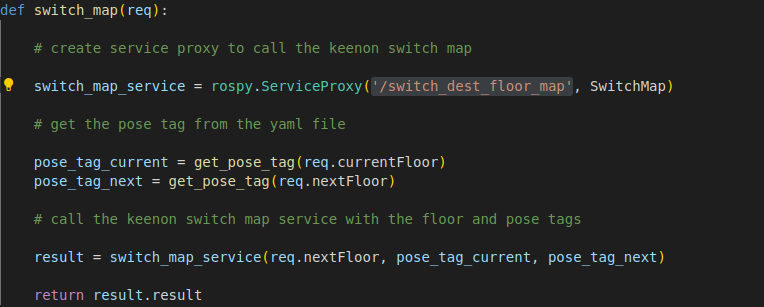 def switch_map(req):
# create service proxy to call the keenon switch map
switch_map_service = rospy.ServiceProxy('/switch_dest_floor_map', SwitchMap)
# get the pose tag from the yaml file
pose_tag_current = get_pose_tag(req.currentFloor)
pose_tag_next = get_pose_tag(req.nextFloor)
# call the keenon switch map service with the floor and pose tags
result = switch_map_service(req.nextFloor, pose_tag_current, pose_tag_next)
return result.result